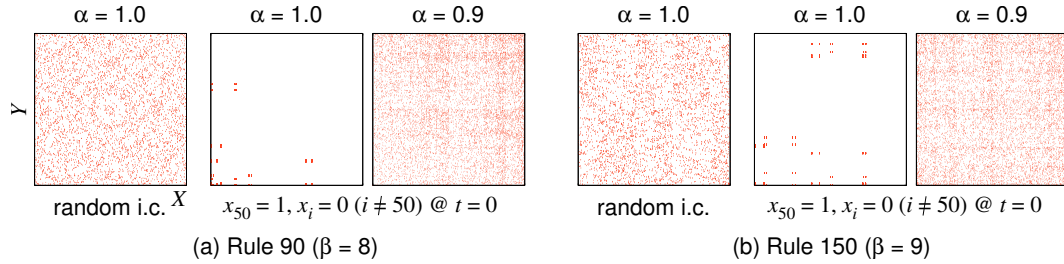 α = 1.0 α = 1.0 α = 0.9 α = 1.0 α = 1.0 α = 0.9
Y
X
random i.c. x₅₀ = 1, xᵢ = 0 (i ≠ 50) @ t = 0 random i.c. x₅₀ = 1, xᵢ = 0 (i ≠ 50) @ t = 0
(a) Rule 90 (β = 8) (b) Rule 150 (β = 9)